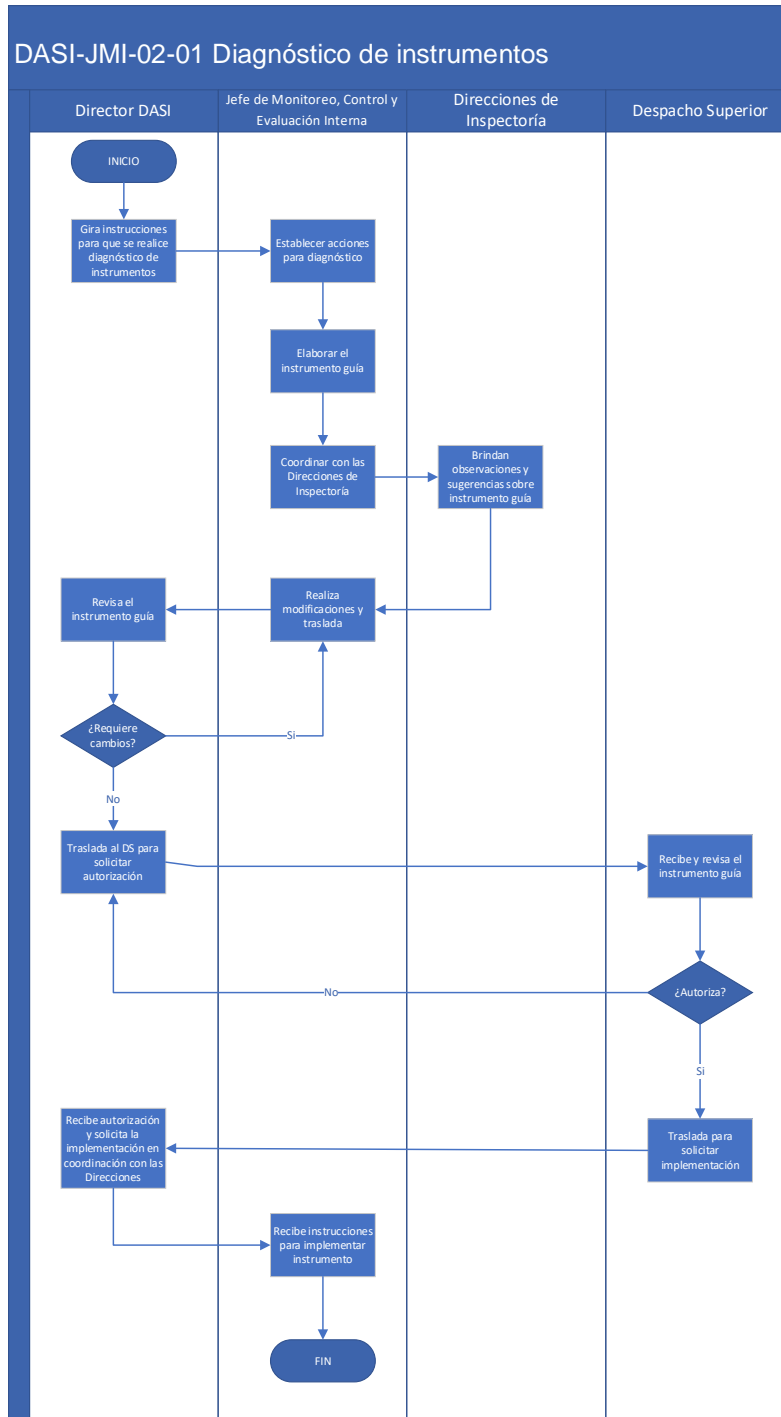 DASI-JMI-02-01 Diagnóstico de instrumentos
Director DASI
Jefe de Monitoreo, Control y
Evaluación Interna
Direcciones de
Inspectoría
Despacho Superior
INICIO
Gira instrucciones
para que se realice
diagnóstico de
instrumentos
Establecer acciones
para diagnóstico
Elaborar el
instrumento guía
Coordinar con las
Direcciones de
Inspectoría
Brindan
observaciones y
sugerencias sobre
instrumento guía
Realiza
modificaciones y
traslada
Revisa el
instrumento guía
¿Requiere
cambios?
Si
No
Traslada al DS para
solicitar
autorización
Recibe y revisa el
instrumento guía
¿Autoriza?
No
Si
Traslada para
solicitar
implementación
Recibe autorización
y solicita la
implementación en
coordinación con las
Direcciones
Recibe instrucciones
para implementar
instrumento
FIN